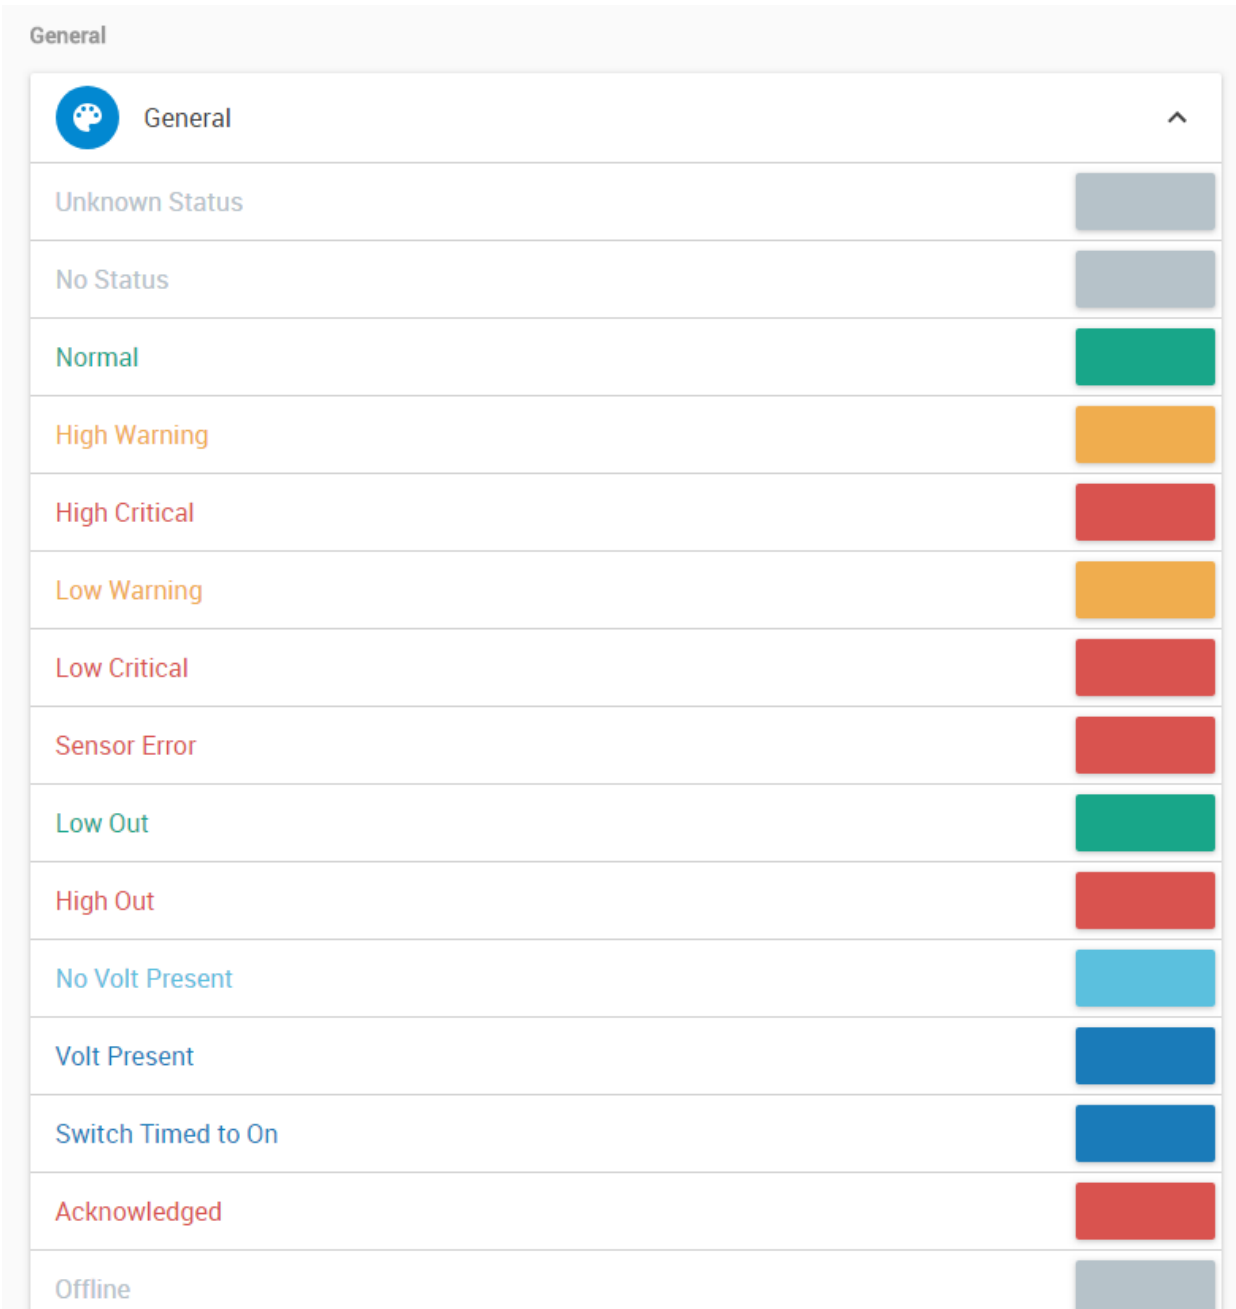 General
General
Unknown Status
No Status
Normal
High Warning
High Critical
Low Warning
Low Critical
Sensor Error
Low Out
High Out
No Volt Present
Volt Present
Switch Timed to On
Acknowledged
Offline